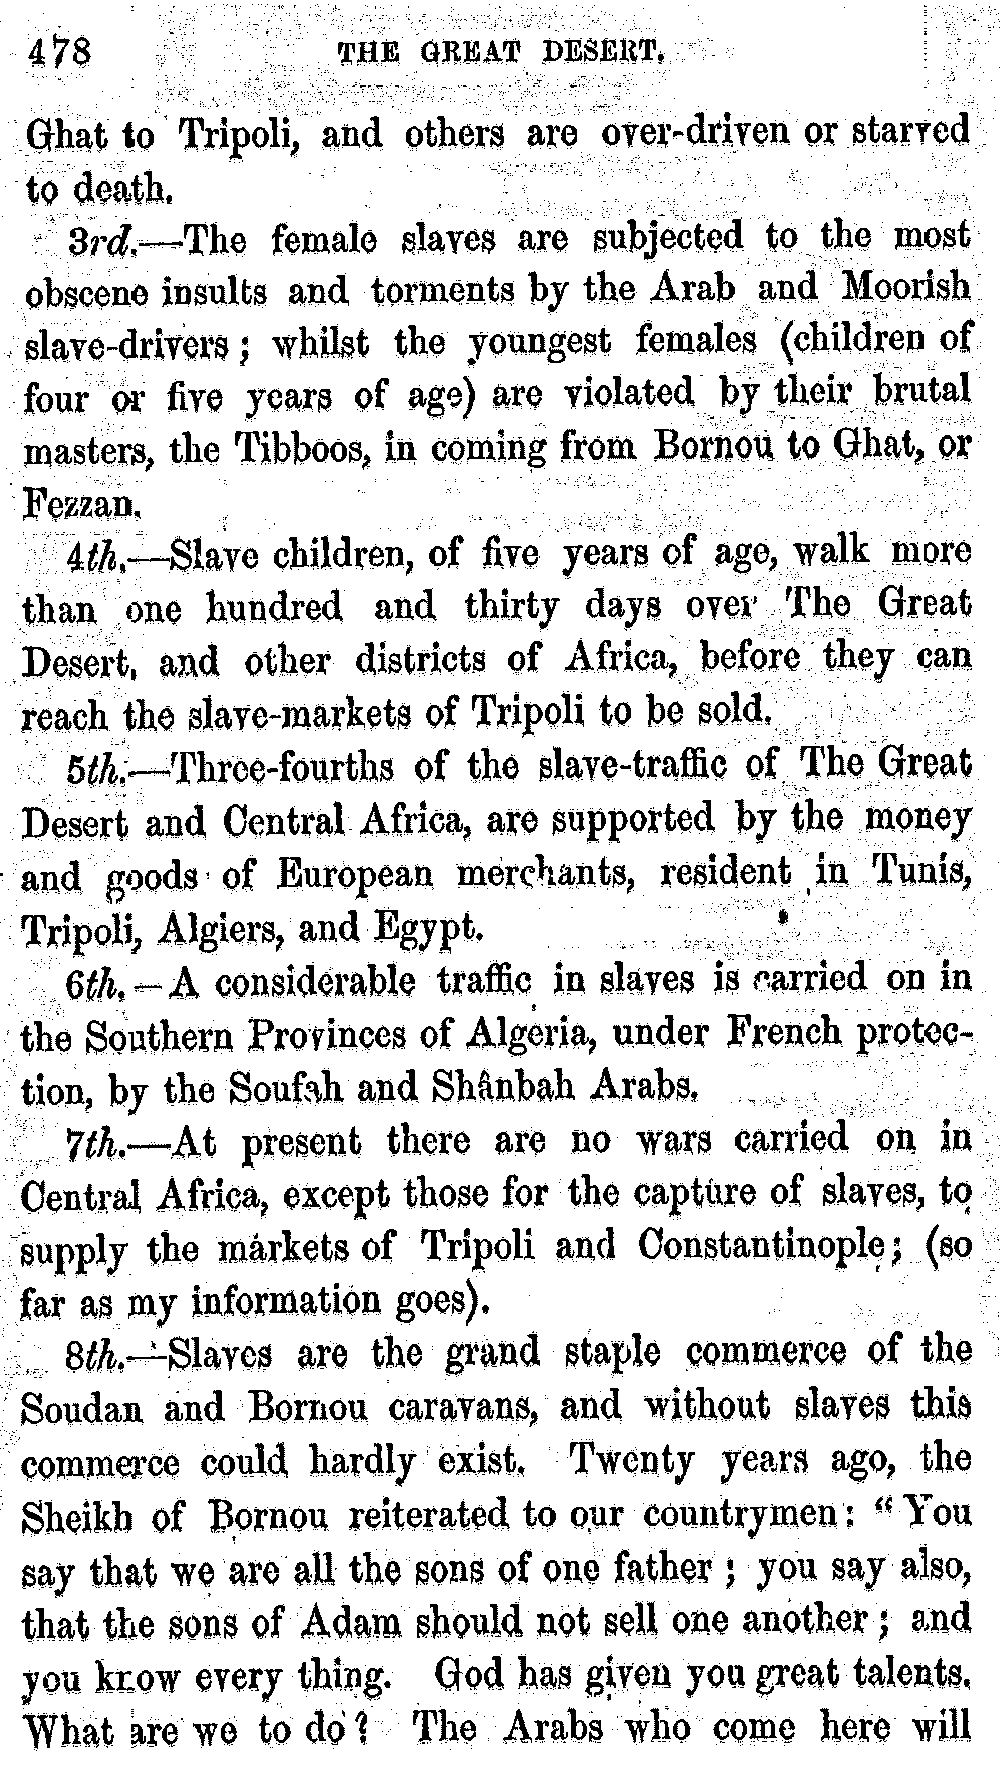 478 THE GREAT DESERT.
Ghat to Tripoli, and others are over-driven or starved
to death.
3rd.—The female slaves are subjected to the most
obscene insults and torments by the Arab and Moorish
slave-drivers; whilst the youngest females (children of
four or five years of age) are violated by their brutal
masters, the Tibboos, in coming from Bornou to Ghat, or
Fezzan.
4th.—Slave children, of five years of age, walk more
than one hundred and thirty days over The Great
Desert, and other districts of Africa, before they can
reach the slave-markets of Tripoli to be sold.
5th.—Three-fourths of the slave-traffic of The Great
Desert and Central Africa, are supported by the money
and goods of European merchants, resident in Tunis,
Tripoli, Algiers, and Egypt.
6th.—A considerable traffic in slaves is carried on in
the Southern Provinces of Algeria, under French protec-
tion, by the Soufah and Shânbah Arabs.
7th.—At present there are no wars carried on in
Central Africa, except those for the capture of slaves, to
supply the markets of Tripoli and Constantinople; (so
far as my information goes).
8th.—Slaves are the grand staple commerce of the
Soudan and Bornou caravans, and without slaves this
commerce could hardly exist. Twenty years ago, the
Sheikh of Bornou reiterated to our countrymen: "You
say that we are all the sons of one father; you say also,
that the sons of Adam should not sell one another; and
you know every thing. God has given you great talents.
What are we to do? The Arabs who come here will